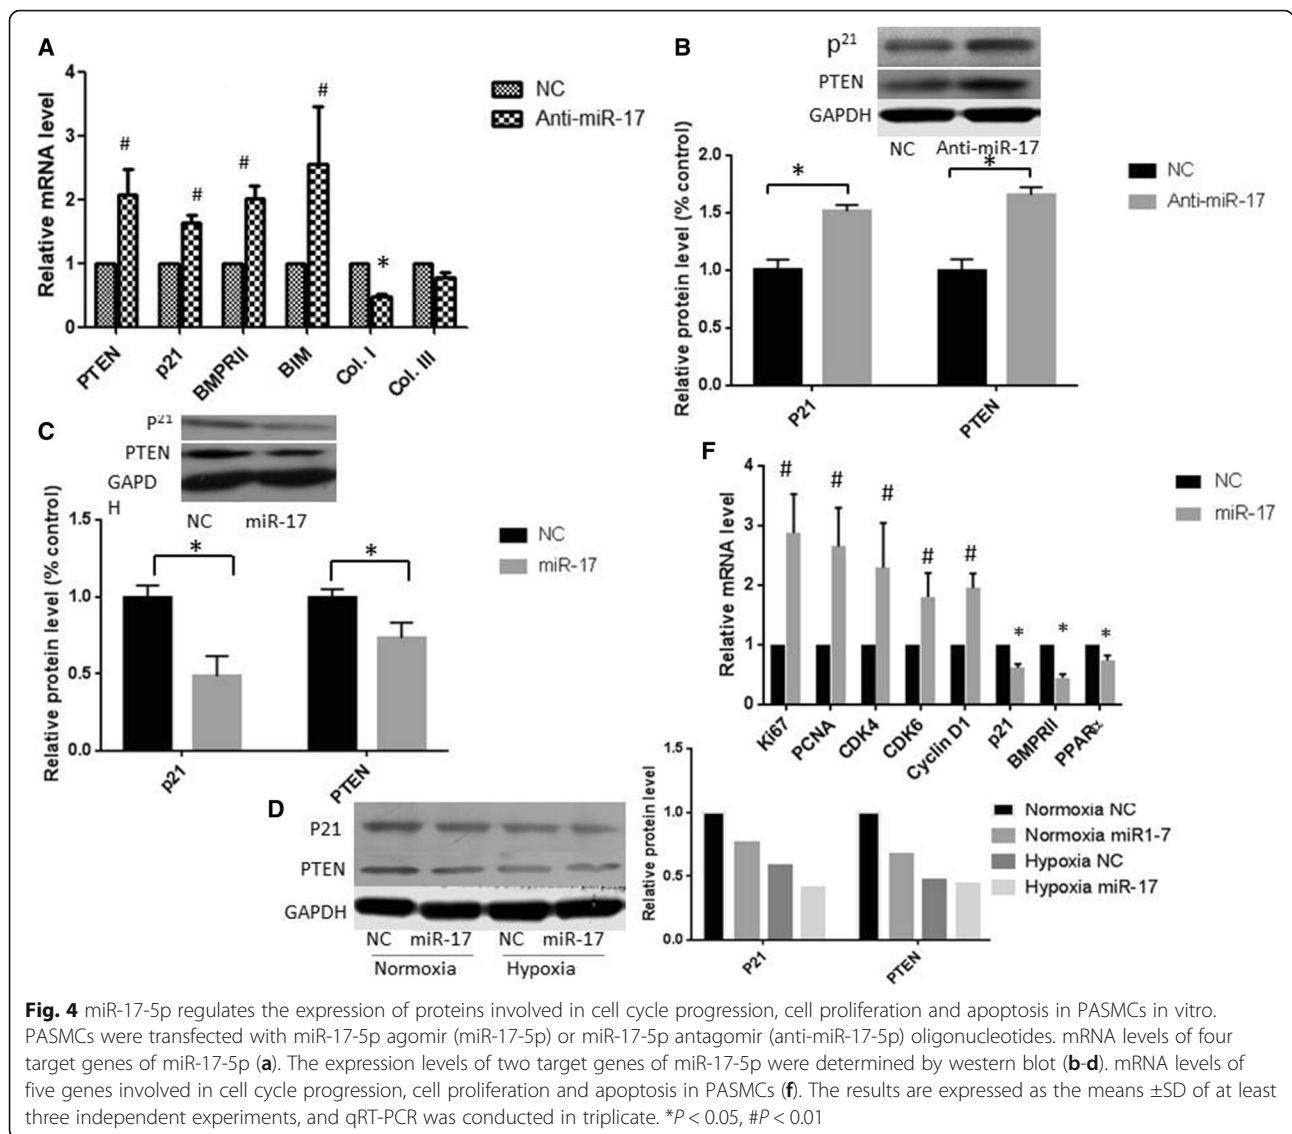 A
Relative mRNA level
4
3
2
1
0
#
#
#
#
*
PTEN
p21
BMPRII
BIM
Col. I
Col. III
NC
Anti-miR-17
B
p21
PTEN
GAPDH
NC Anti-miR-17
Relative protein level (% control)
2.0
1.5
1.0
0.5
0.0
*
*
P21
PTEN
NC
Anti-miR-17
C
P21
PTEN
GAPD
H
NC miR-17
Relative protein level (% control)
1.5
1.0
0.5
0.0
*
*
p21
PTEN
NC
miR-17
F
Relative mRNA level
4
3
2
1
0
#
#
#
#
#
*
*
*
Ki67
PCNA
CDK4
CDK6
Cyclin D1
p21
BMPRII
PPARα
NC
miR-17
D
P21
PTEN
GAPDH
NC miR-17 NC miR-17
Normoxia Hypoxia
Relative protein level
1.5
1.0
0.5
0.0
P21
PTEN
Normoxia NC
Normoxia miR1-7
Hypoxia NC
Hypoxia miR-17
Fig. 4 miR-17-5p regulates the expression of proteins involved in cell cycle progression, cell proliferation and apoptosis in PASMCs in vitro.
PASMCs were transfected with miR-17-5p agomir (miR-17-5p) or miR-17-5p antagomir (anti-miR-17-5p) oligonucleotides. mRNA levels of four
target genes of miR-17-5p (a). The expression levels of two target genes of miR-17-5p were determined by western blot (b-d). mRNA levels of
five genes involved in cell cycle progression, cell proliferation and apoptosis in PASMCs (f). The results are expressed as the means ±SD of at least
three independent experiments, and qRT-PCR was conducted in triplicate. *P < 0.05, #P < 0.01